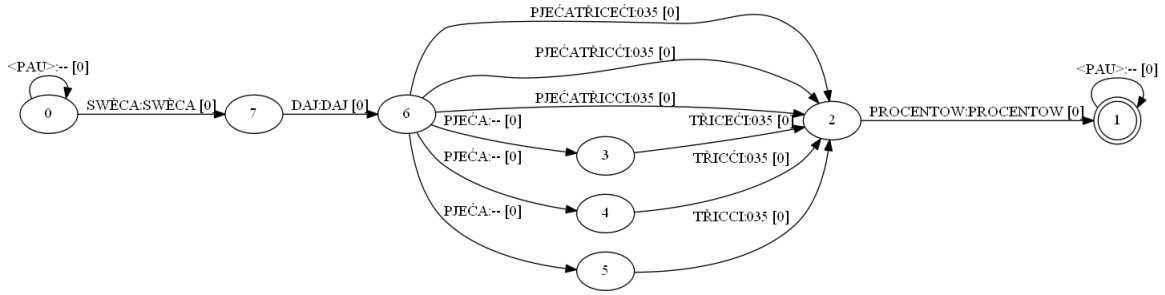 PJEĆATŘICEĆI:035 [0]
<PAU>:-- [0]
PJEĆATŘICĆI:035 [0]
<PAU>:-- [0]
0
SWĚCA:SWĚCA [0]
7
DAJ:DAJ [0]
6
PJEĆATŘICCI:035 [0]
2
PROCENTOW:PROCENTOW [0]
1
PJEĆA:-- [0]
3
TŘICEĆI:035 [0]
PJEĆA:-- [0]
4
TŘICĆI:035 [0]
PJEĆA:-- [0]
5
TŘICCI:035 [0]